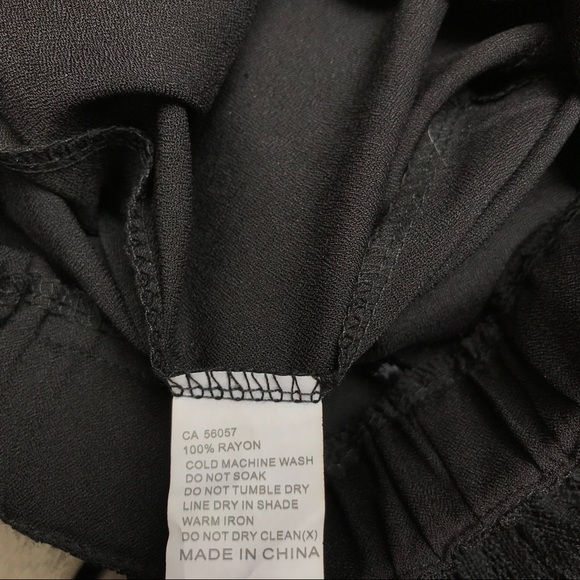 CA 56057
100% RAYON
COLD MACHINE WASH
DO NOT SOAK
DO NOT TUMBLE DRY
LINE DRY IN SHADE
WARM IRON
DO NOT DRY CLEAN(X)
MADE IN CHINA